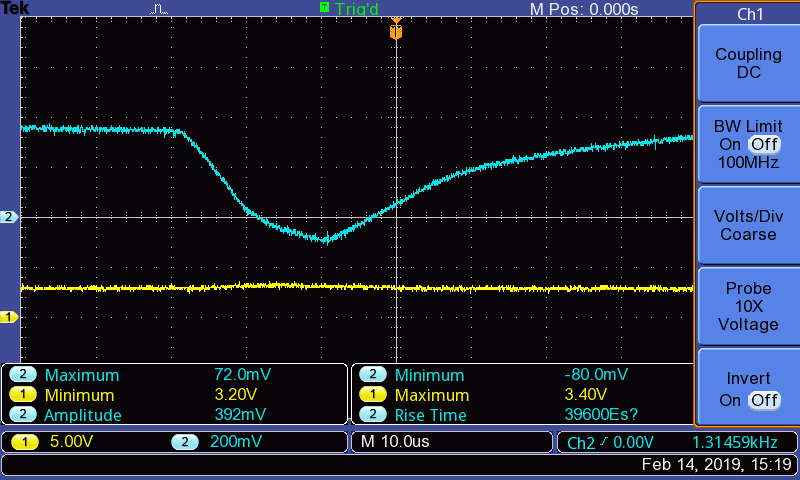 Tek T Trig'd M Pos: 0.000s Ch1
T
Coupling
DC
BW Limit
On Off
100MHz
2
Volts/Div
Coarse
Probe
10X
Voltage
1
Invert
On Off
2 Maximum 72.0mV 2 Minimum -80.0mV
1 Minimum 3.20V 1 Maximum 3.40V
2 Amplitude 392mV 2 Rise Time 39600Es?
1 5.00V 2 200mV M 10.0us Ch2 0.00V 1.31459kHz
Feb 14, 2019, 15:19